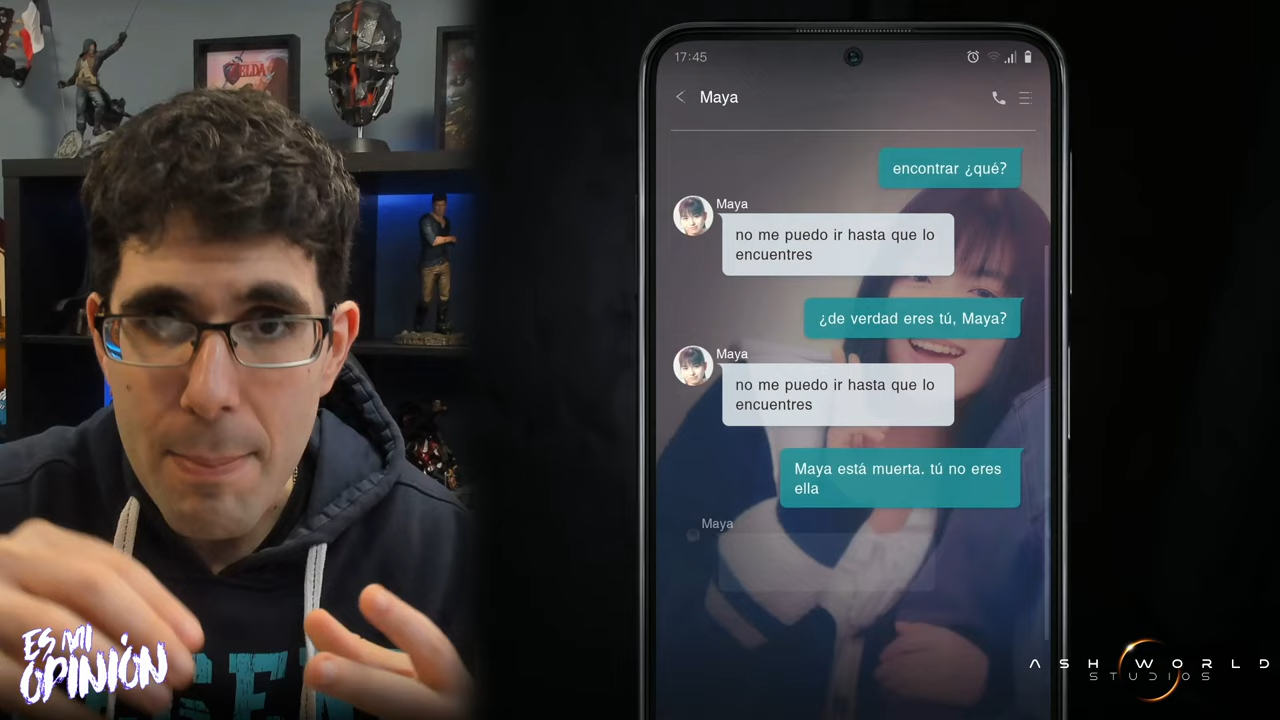 17:45
Maya
encontrar ¿qué?
Maya
no me puedo ir hasta que lo
encuentres
¿de verdad eres tú, Maya?
Maya
no me puedo ir hasta que lo
encuentres
Maya está muerta. tú no eres
ella
Maya
ZELDA
ES MI
OPINIÓN
ASH WORLD
STUDIOS